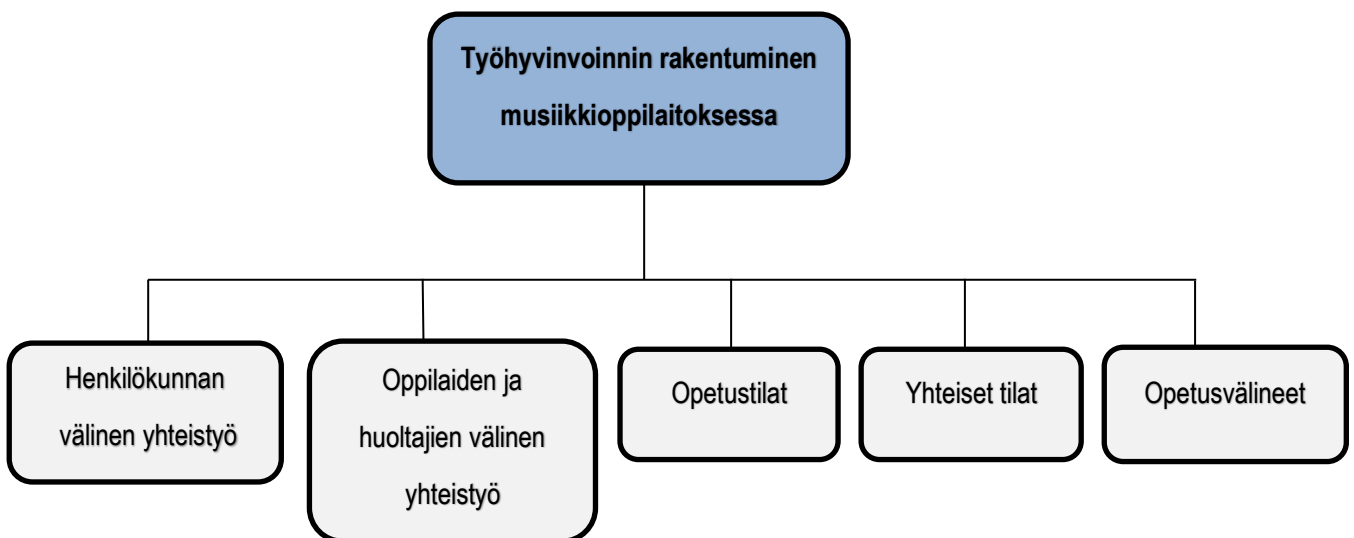 Työhyvinvoinnin rakentuminen
musiikkioppilaitoksessa
Henkilökunnan
välinen yhteistyö
Oppilaiden ja
huoltajien välinen
yhteistyö
Opetustilat
Yhteiset tilat
Opetusvälineet